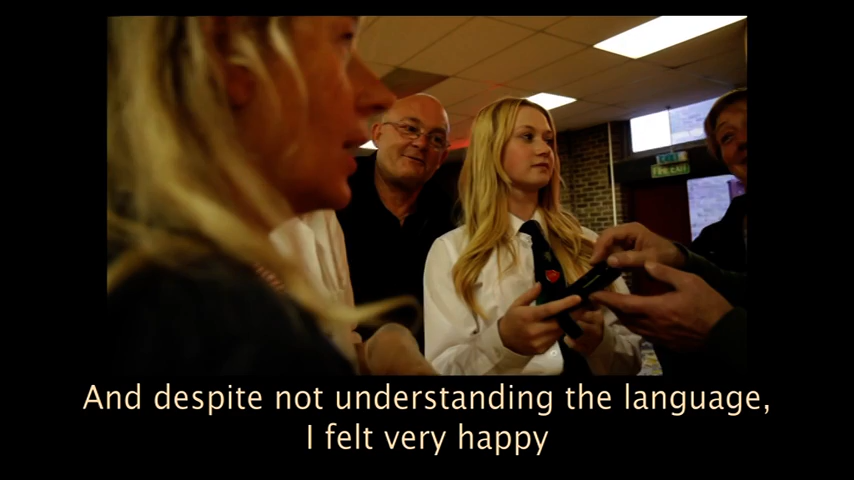 And despite not understanding the language,
I felt very happy